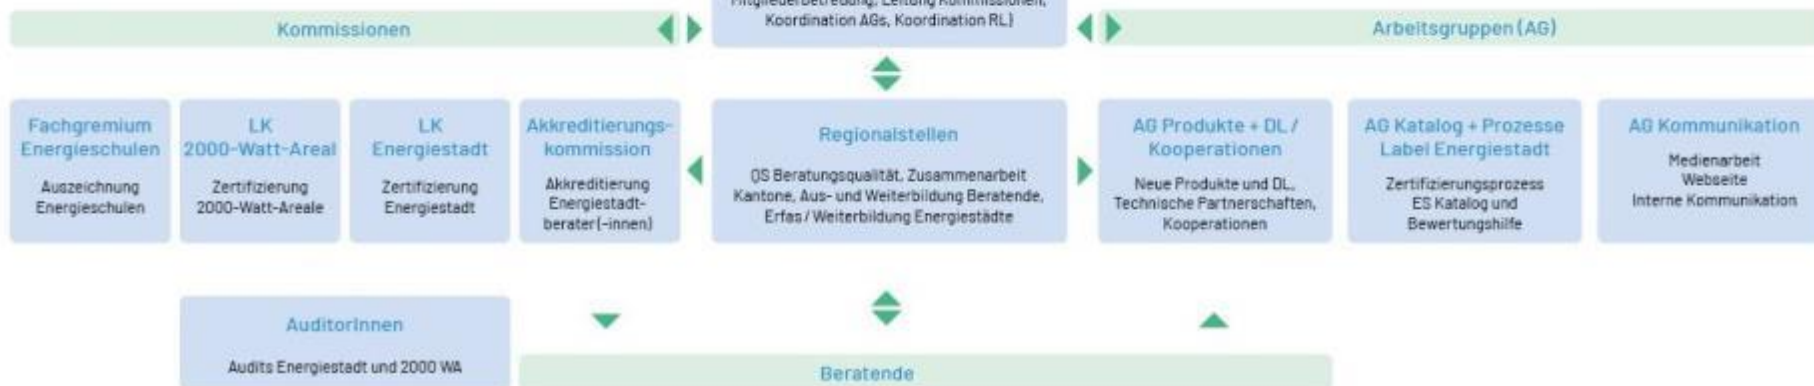 Mitgliederbetreuung, Leitung Kommissionen,
Koordination AGs, Koordination RL)
Kommissionen
Arbeitsgruppen (AG)
Fachgremium
Energieschulen
Auszeichnung
Energieschulen
LK
2000-Watt-Areal
Zertifizierung
2000-Watt-Areale
LK
Energiestadt
Zertifizierung
Energiestadt
Akkreditierungs-
kommission
Akkreditierung
Energiestadt-
berater(-innen)
Regionalstellen
QS Beratungsqualität, Zusammenarbeit
Kantone, Aus- und Weiterbildung Beratende,
Erfas / Weiterbildung Energiestädte
AG Produkte + DL /
Kooperationen
Neue Produkte und DL,
Technische Partnerschaften,
Kooperationen
AG Katalog + Prozesse
Label Energiestadt
Zertifizierungsprozess
ES Katalog und
Bewertungshilfe
AG Kommunikation
Medienarbeit
Webseite
Interne Kommunikation
AuditorInnen
Audits Energiestadt und 2000 WA
Beratende